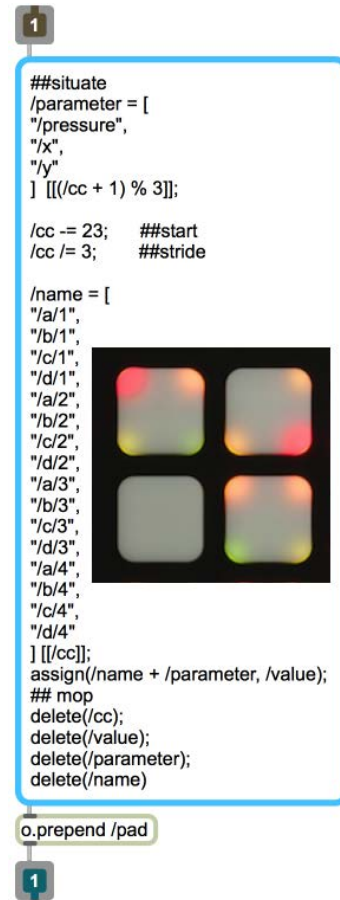 1
##situate
/parameter = [
"/pressure",
"/x",
"/y"
]  [[(/cc + 1) % 3]];
/cc -= 23;     ##start
/cc /= 3;       ##stride
/name = [
"/a/1",
"/b/1",
"/c/1",
"/d/1",
"/a/2",
"/b/2",
"/c/2",
"/d/2",
"/a/3",
"/b/3",
"/c/3",
"/d/3",
"/a/4",
"/b/4",
"/c/4",
"/d/4"
] [[/cc]];
assign(/name + /parameter, /value);
## mop
delete(/cc);
delete(/value);
delete(/parameter);
delete(/name)
o.prepend /pad
1